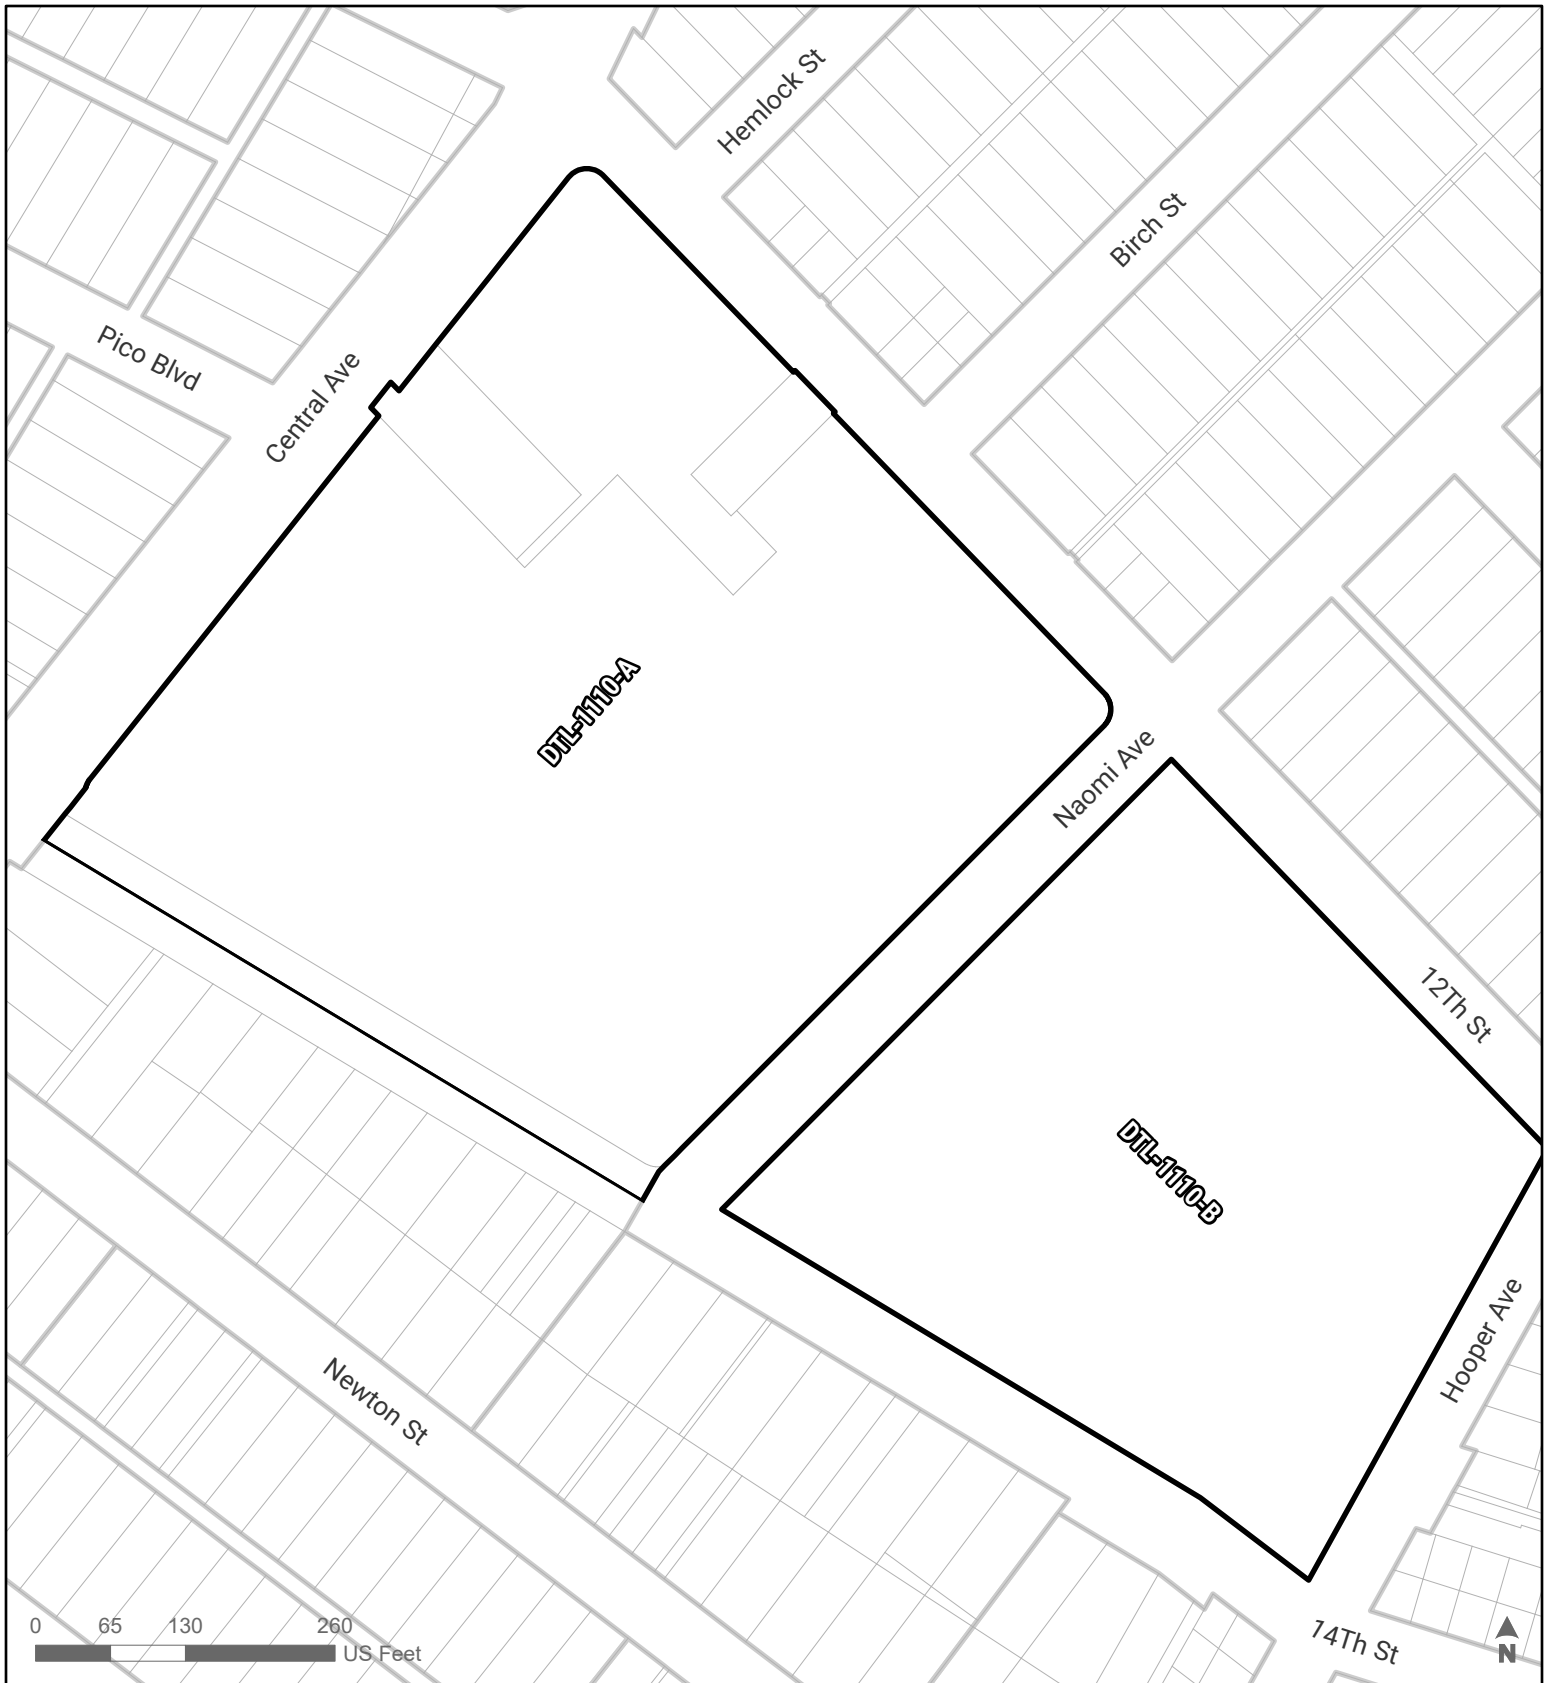 Hemlock St
Birch St
Pico Blvd
Central Ave
DTL-1110-A
Naomi Ave
12Th St
DTL-1110-B
Hooper Ave
Newton St
14Th St
0 65 130 260
US Feet
N